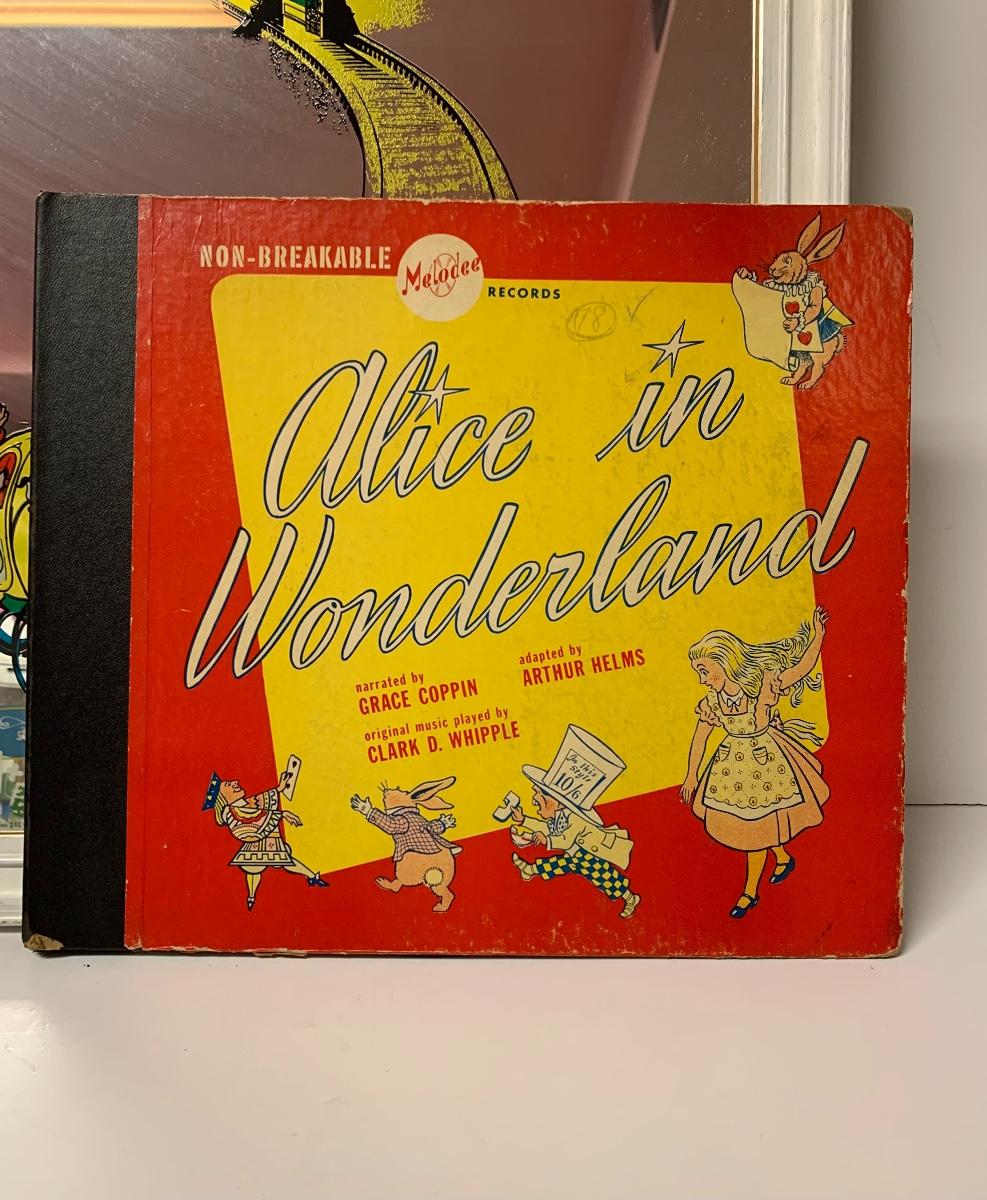 NON-BREAKABLE
Melodee
RECORDS
78
Alice in
Wonderland
narrated by
GRACE COPPIN
adapted by
ARTHUR HELMS
original music played by
CLARK D. WHIPPLE
In this
Style
10/6